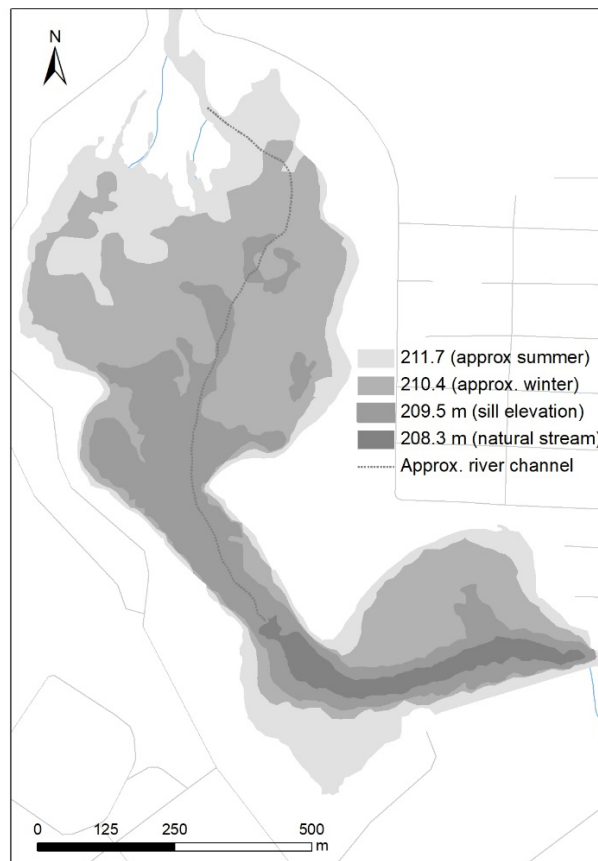 N
211.7 (approx summer)
210.4 (approx. winter)
209.5 m (sill elevation)
208.3 m (natural stream)
Approx. river channel
0 125 250 500
m